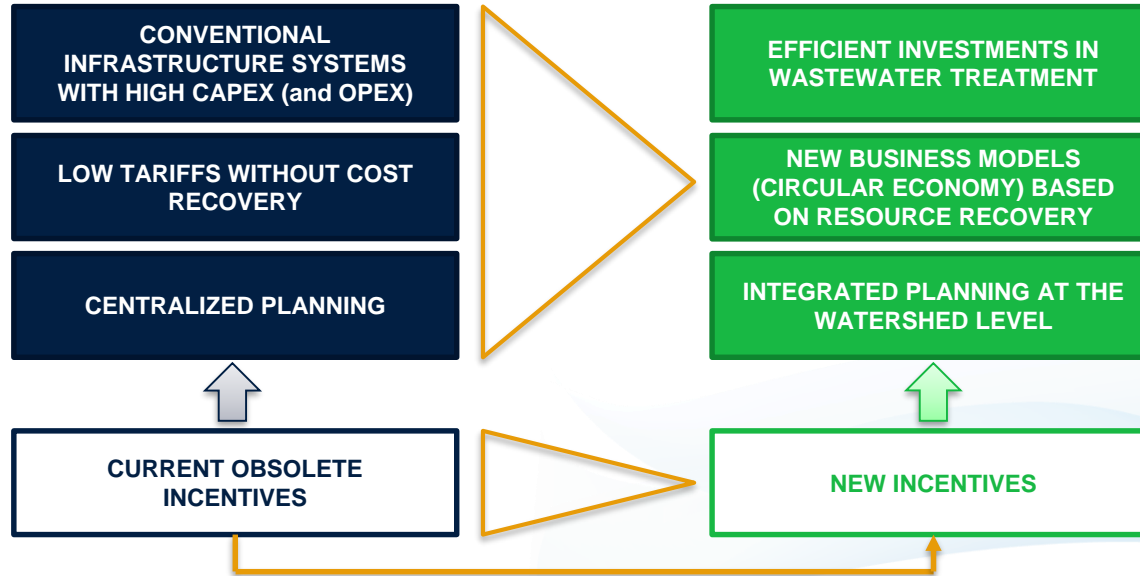 CONVENTIONAL
INFRASTRUCTURE SYSTEMS
WITH HIGH CAPEX (and OPEX)
LOW TARIFFS WITHOUT COST
RECOVERY
CENTRALIZED PLANNING
CURRENT OBSOLETE
INCENTIVES
EFFICIENT INVESTMENTS IN
WASTEWATER TREATMENT
NEW BUSINESS MODELS
(CIRCULAR ECONOMY) BASED
ON RESOURCE RECOVERY
INTEGRATED PLANNING AT THE
WATERSHED LEVEL
NEW INCENTIVES